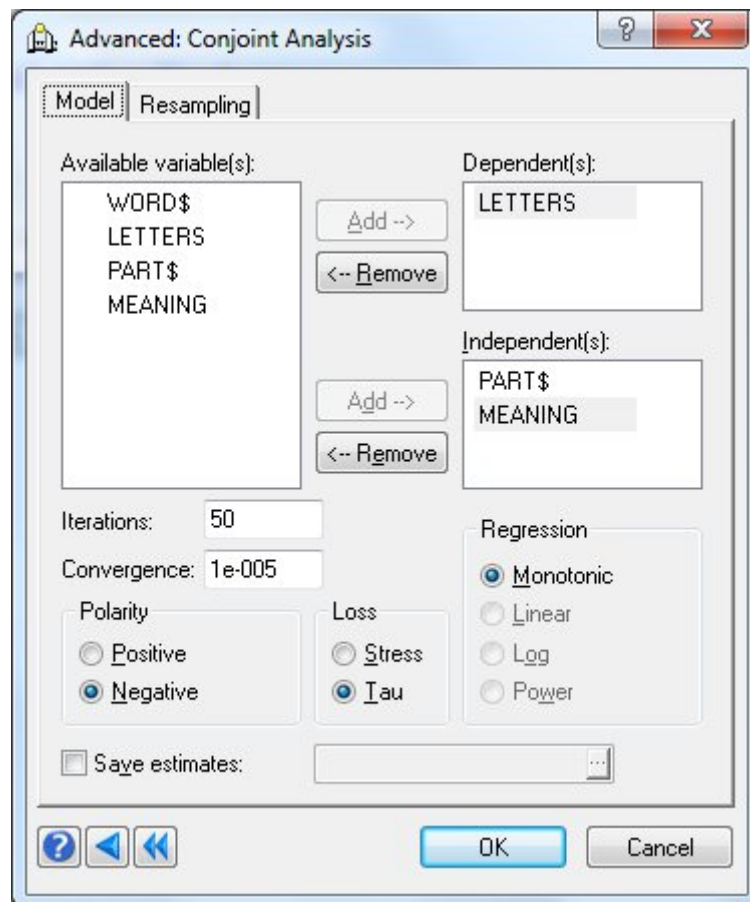 Advanced: Conjoint Analysis
Model Resampling
Available variable(s):
WORD$
LETTERS
PART$
MEANING
Add -->
<-- Remove
Dependent(s):
LETTERS
Independent(s):
Add -->
<-- Remove
PART$
MEANING
Iterations: 50
Convergence: 1e-005
Polarity
Positive
Negative
Loss
Stress
Tau
Regression
Monotonic
Linear
Log
Power
Save estimates: ...
? OK Cancel